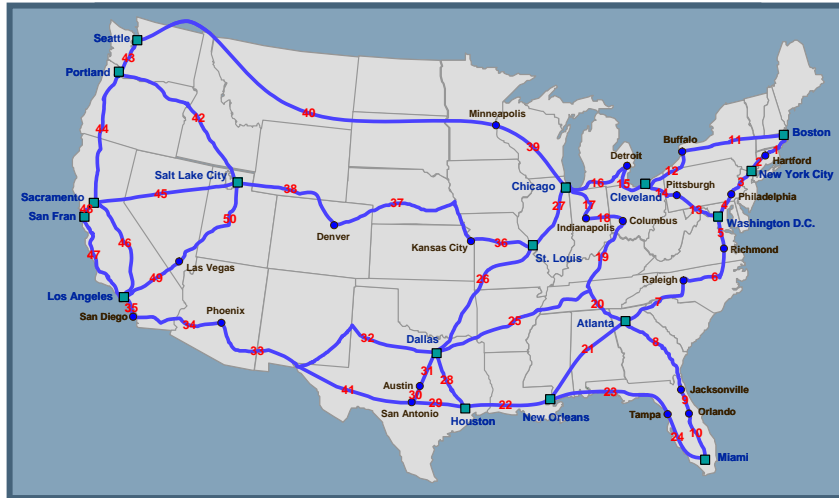 Seattle
43
Portland
42
44
40
Minneapolis
39
Boston
11
1
Buffalo
Hartford
2
12
New York City
Detroit
3
16
15
Cleveland
14
Pittsburgh
Philadelphia
4
13
Washington D.C.
5
Richmond
Salt Lake City
Chicago
17
27
18
Indianapolis
Columbus
38
45
Sacramento
48
San Fran
50
37
Denver
Kansas City
36
St. Louis
47
46
Las Vegas
49
19
26
Raleigh
6
7
Los Angeles
35
San Diego
34
Phoenix
33
32
25
20
Atlanta
21
8
Dallas
31
28
Austin
30
41
San Antonio
29
Houston
22
New Orleans
23
Jacksonville
9
Tampa
Orlando
10
24
Miami